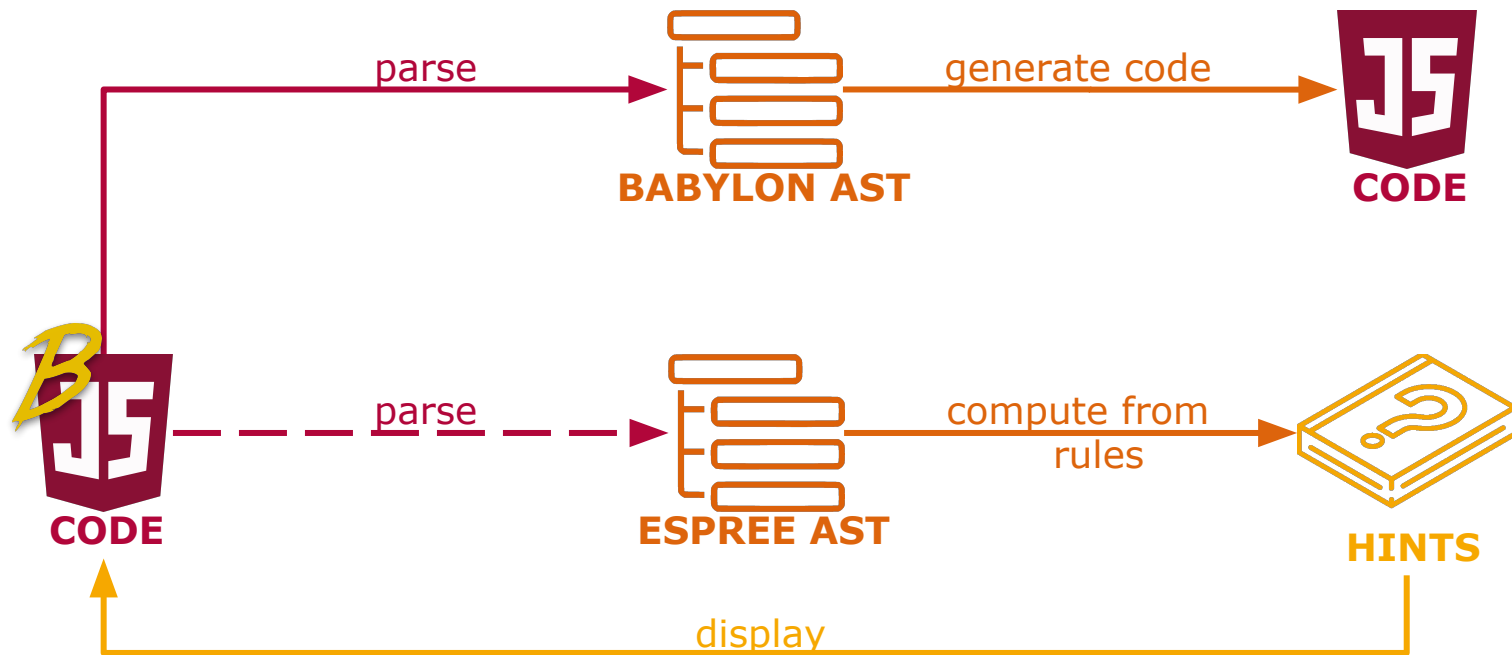 parse
generate code
JS
BABYLON AST
CODE
B
JS
parse
compute from
rules
?
CODE
ESPREE AST
HINTS
display